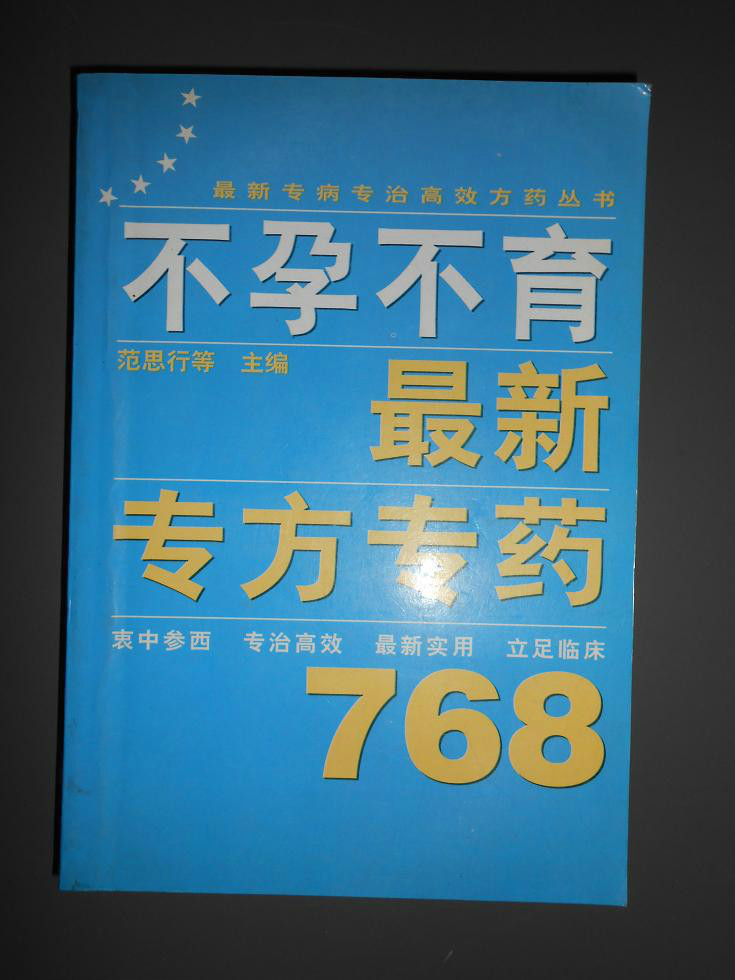 最新专病专治高效方药丛书
不孕不育
范思行等 主编
最新
专方专药
衷中参西 专治高效 最新实用 立足临床
768